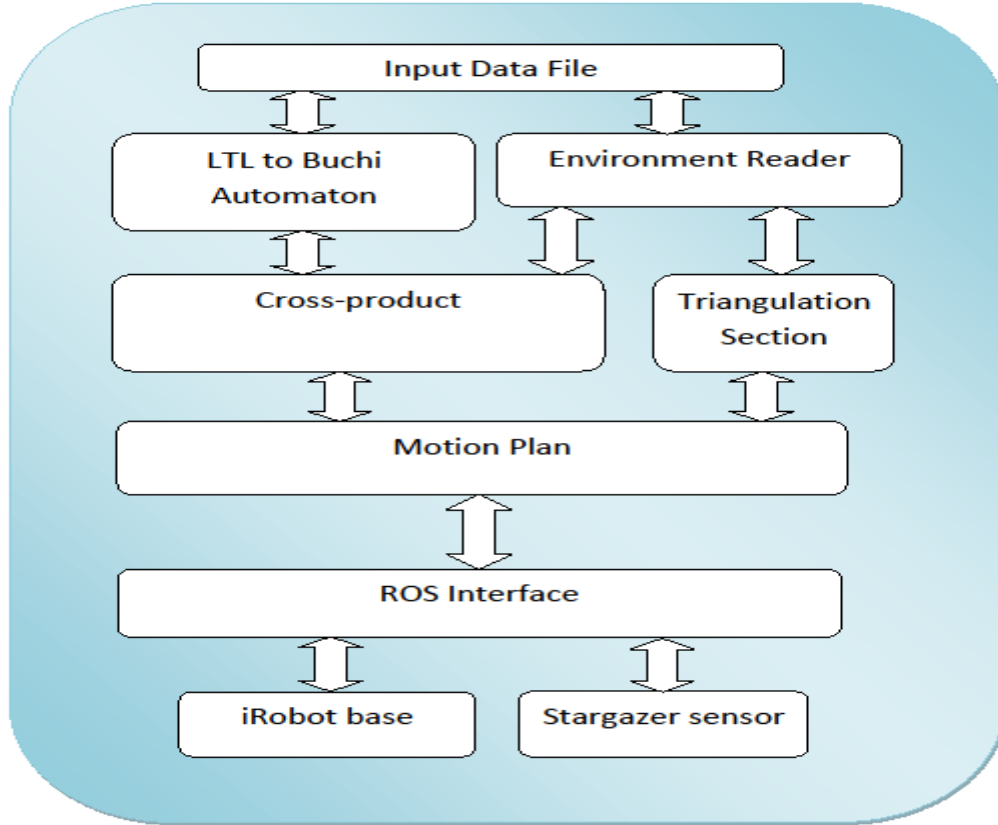 Input Data File
LTL to Buchi
Automaton
Environment Reader
Cross-product
Triangulation
Section
Motion Plan
ROS Interface
iRobot base
Stargazer sensor